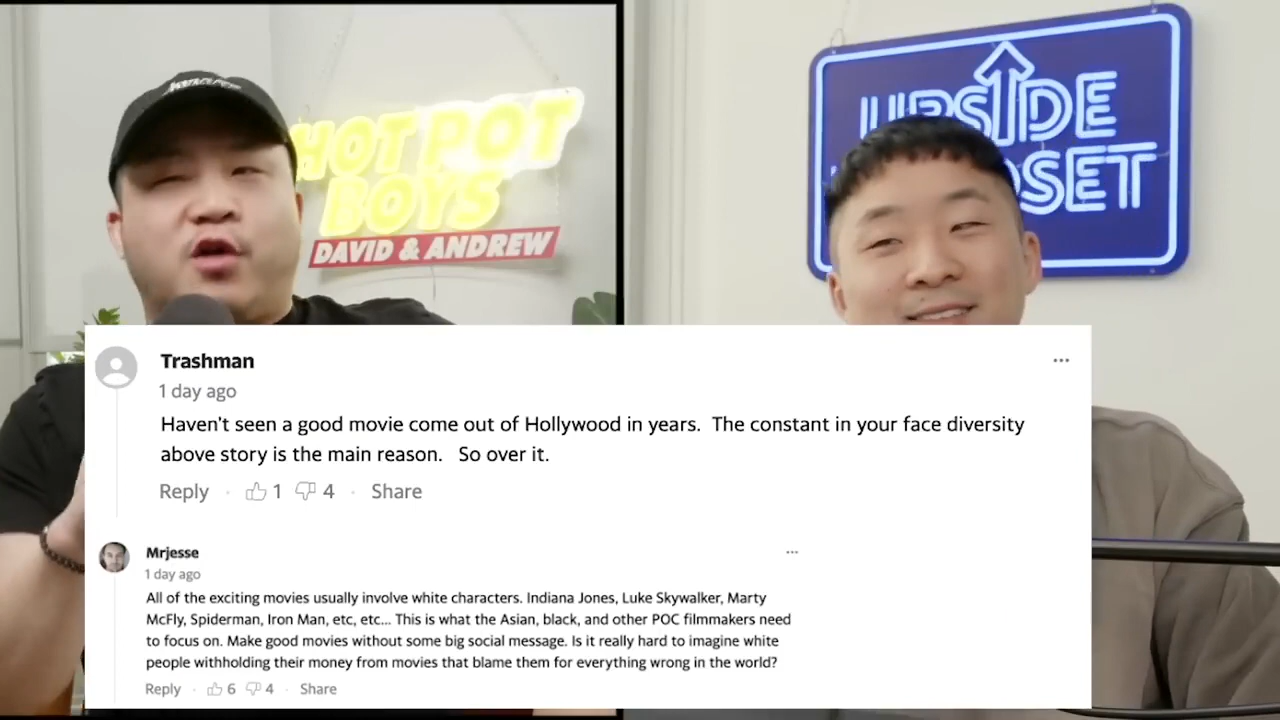 HOT POT
BOYS
DAVID & ANDREW
UPSIDE
Trashman
1 day ago
Haven't seen a good movie come out of Hollywood in years. The constant in your face diversity
above story is the main reason. So over it.
Reply · 1 4 · Share
Mrjesse
1 day ago
All of the exciting movies usually involve white characters. Indiana Jones, Luke Skywalker, Marty
McFly, Spiderman, Iron Man, etc, etc... This is what the Asian, black, and other POC filmmakers need
to focus on. Make good movies without some big social message. Is it really hard to imagine white
people withholding their money from movies that blame them for everything wrong in the world?
Reply · 6 4 · Share